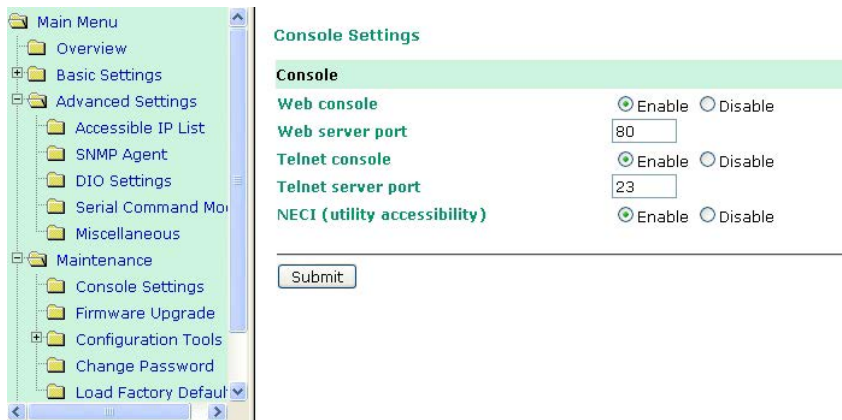 Main Menu
Overview
Basic Settings
Advanced Settings
Accessible IP List
SNMP Agent
DIO Settings
Serial Command Mo
Miscellaneous
Maintenance
Console Settings
Firmware Upgrade
Configuration Tools
Change Password
Load Factory Default
Console Settings
Console
Web console Enable Disable
Web server port 80
Telnet console Enable Disable
Telnet server port 23
NECI (utility accessibility) Enable Disable
Submit